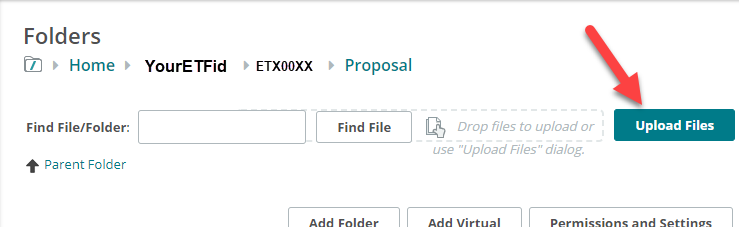 Folders
Home YourETFid ETX00XX Proposal
Find File/Folder: Find File Drop files to upload or Upload Files
use "Upload Files" dialog.
Parent Folder
Add Folder Add Virtual Permissions and Settings